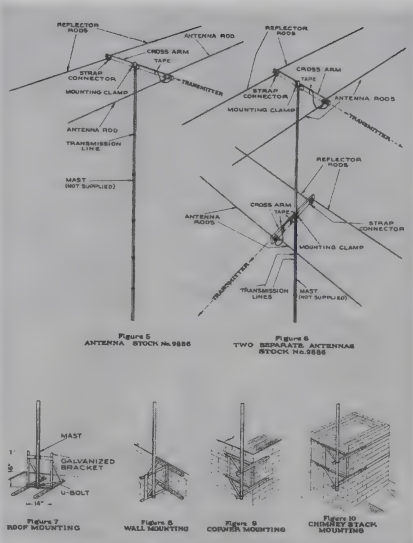 REFLECTOR
RODS
ANTENNA ROD
CROSS ARM
TAPE
STRAP
CONNECTOR
TRANSMITTER
MOUNTING CLAMP
ANTENNA ROD
TRANSMISSION
LINE
MAST
(NOT SUPPLIED)
Figure 5
ANTENNA STOCK No. 9886
REFLECTOR
RODS
CROSS ARM
TAPE
STRAP
CONNECTOR
MOUNTING CLAMP
ANTENNA RODS
TRANSMITTER
REFLECTOR
RODS
CROSS ARM
TAPE
ANTENNA
RODS
STRAP
CONNECTOR
MOUNTING CLAMP
TRANSMITTER
TRANSMISSION
LINES
MAST
(NOT SUPPLIED)
Figure 6
TWO SEPARATE ANTENNAS
STOCK No. 9886
MAST
GALVANIZED
BRACKET
U-BOLT
16"
14"
Figure 7
ROOF MOUNTING
Figure 8
WALL MOUNTING
Figure 9
CORNER MOUNTING
Figure 10
CHIMNEY STACK
MOUNTING